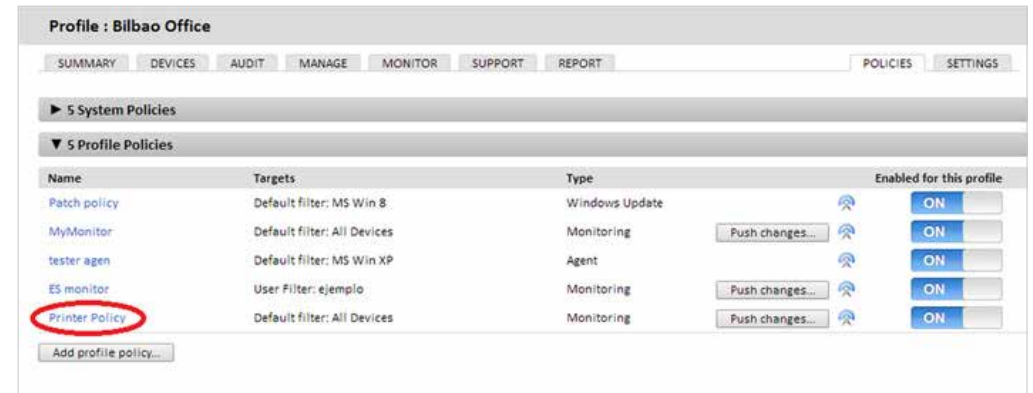 Profile : Bilbao Office
SUMMARY DEVICES AUDIT MANAGE MONITOR SUPPORT REPORT POLICIES SETTINGS
▶ 5 System Policies
▼ 5 Profile Policies
Name Targets Type Enabled for this profile
Patch policy Default filter: MS Win 8 Windows Update ON
MyMonitor Default filter: All Devices Monitoring Push changes... ON
tester agen Default filter: MS Win XP Agent ON
ES monitor User Filter: ejemplo Monitoring Push changes... ON
Printer Policy Default filter: All Devices Monitoring Push changes... ON
Add profile policy...